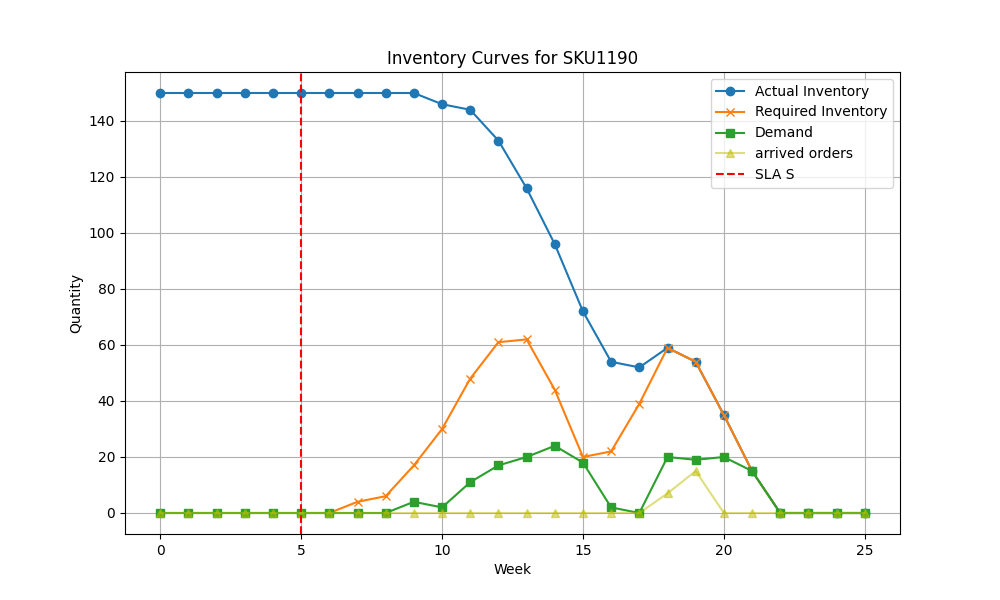 Inventory Curves for SKU1190
Actual Inventory
Required Inventory
Demand
arrived orders
SLA S
Quantity
140
120
100
80
60
40
20
0
0 5 10 15 20 25
Week